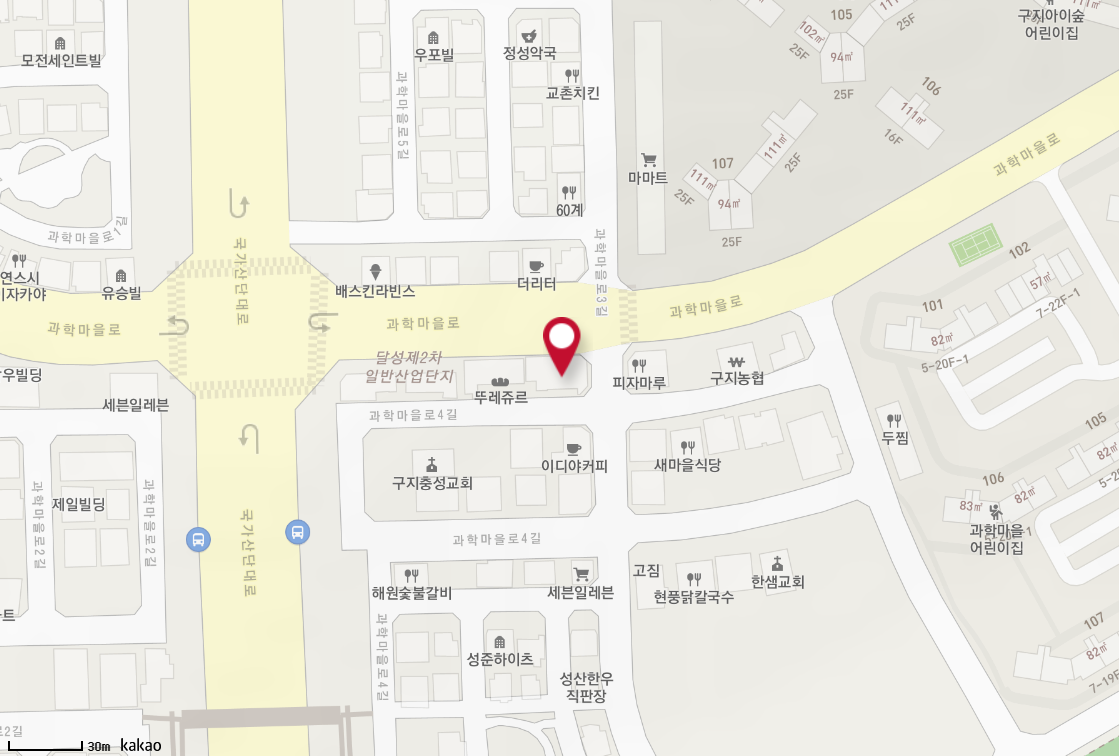 105
102㎡
94㎡
111㎡
25F
25F
25F
구지아이숲
어린이집
모전세인트빌
우포빌
정성약국
교촌치킨
과학마을로5길
106
111㎡
16F
107
111㎡
111㎡
94㎡
25F
25F
25F
마마트
60계
과학마을로
과학마을로1길
국가산단대로
과학마을로3길
102
연스시
이자카야
유승빌
배스킨라빈스
더리터
57㎡
7-22F-1
101
82㎡
5-20F-1
과학마을로
과학마을로
과학마을로
달성제2차
일반산업단지
뚜레쥬르
피자마루
구지농협
우빌딩
세븐일레븐
과학마을로4길
두찜
105
82㎡
구지충성교회
이디야커피
새마을식당
106
83㎡
82㎡
과학마을
어린이집
제일빌딩
과학마을로2길
과학마을로2길
국가산단대로
과학마을로4길
해원숯불갈비
세븐일레븐
고짐
현풍닭칼국수
한샘교회
트
과학마을로4길
성준하이츠
성산한우
직판장
107
82㎡
7-19F
로2길
30m kakao